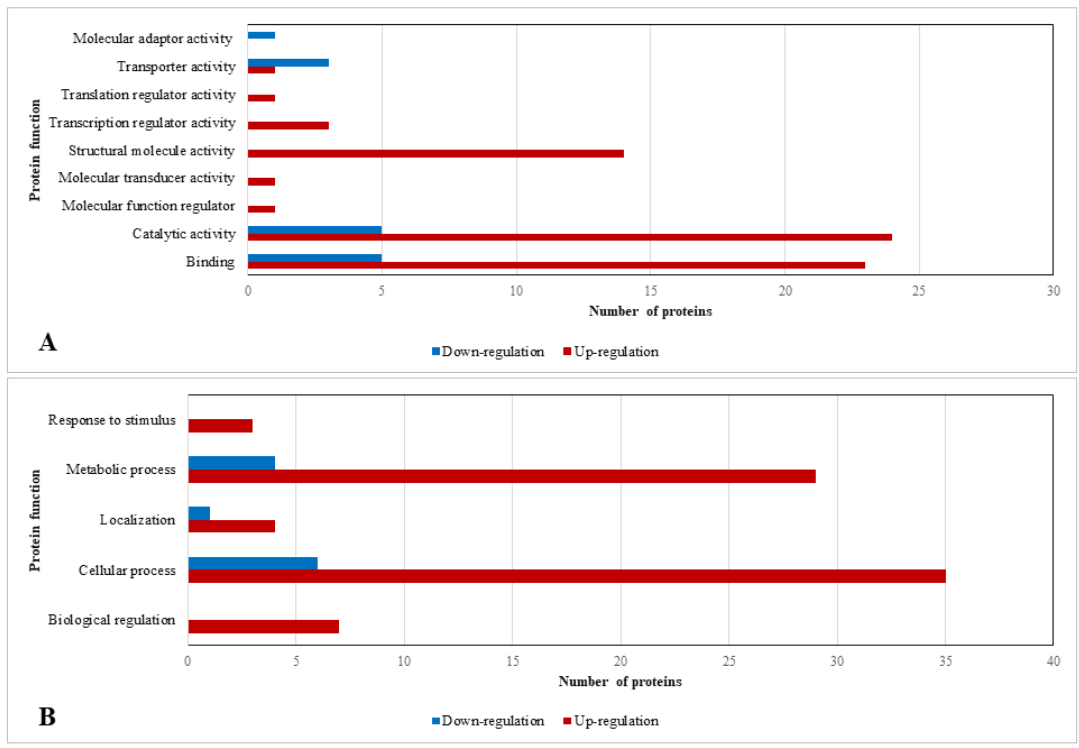 Molecular adaptor activity
Transporter activity
Translation regulator activity
Transcription regulator activity
Structural molecule activity
Molecular transducer activity
Molecular function regulator
Catalytic activity
Binding
Protein function
0 5 10 15 20 25 30
Number of proteins
A
Down-regulation Up-regulation
Response to stimulus
Metabolic process
Localization
Cellular process
Biological regulation
Protein function
0 5 10 15 20 25 30 35 40
Number of proteins
B
Down-regulation Up-regulation